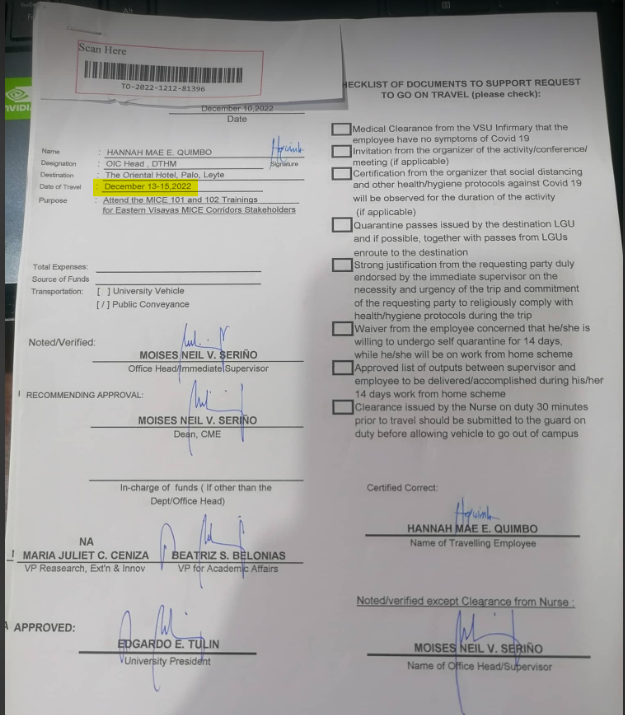 Scan Here
TO-2022-1212-81396
December 10,2022
Date
Name : HANNAH MAE E. QUIMBO
Signature
Designation : OIC Head , DTHM
Destination : The Oriental Hotel, Palo, Leyte
Date of Travel : December 13-15,2022
Purpose : Attend the MICE 101 and 102 Trainings
for Eastern Visayas MICE Corridors Stakeholders
Total Expenses:
Source of Funds
Transportation: [ ] University Vehicle
[ / ] Public Conveyance
Noted/Verified:
MOISES NEIL V. SERIÑO
Office Head/Immediate Supervisor
RECOMMENDING APPROVAL:
MOISES NEIL V. SERIÑO
Dean, CME
In-charge of funds ( If other than the
Dept/Office Head)
NA
MARIA JULIET C. CENIZA
VP Reasearch, Ext'n & Innov
BEATRIZ S. BELONIAS
VP for Academic Affairs
APPROVED:
EDGARDO E. TULIN
University President
HECKLIST OF DOCUMENTS TO SUPPORT REQUEST
TO GO ON TRAVEL (please check):
Medical Clearance from the VSU Infirmary that the
employee have no symptoms of Covid 19
Invitation from the organizer of the activity/conference/
meeting (if applicable)
Certification from the organizer that social distancing
and other health/hygiene protocols against Covid 19
will be observed for the duration of the activity
(if applicable)
Quarantine passes issued by the destination LGU
and if possible, together with passes from LGUs
enroute to the destination
Strong justification from the requesting party duly
endorsed by the immediate supervisor on the
necessity and urgency of the trip and commitment
of the requesting party to religiously comply with
health/hygiene protocols during the trip
Waiver from the employee concerned that he/she is
willing to undergo self quarantine for 14 days,
while he/she will be on work from home scheme
Approved list of outputs between supervisor and
employee to be delivered/accomplished during his/her
14 days work from home scheme
Clearance issued by the Nurse on duty 30 minutes
prior to travel should be submitted to the guard on
duty before allowing vehicle to go out of campus
Certified Correct:
HANNAH MAE E. QUIMBO
Name of Travelling Employee
Noted/verified except Clearance from Nurse :
MOISES NEIL V. SERIÑO
Name of Office Head/Supervisor